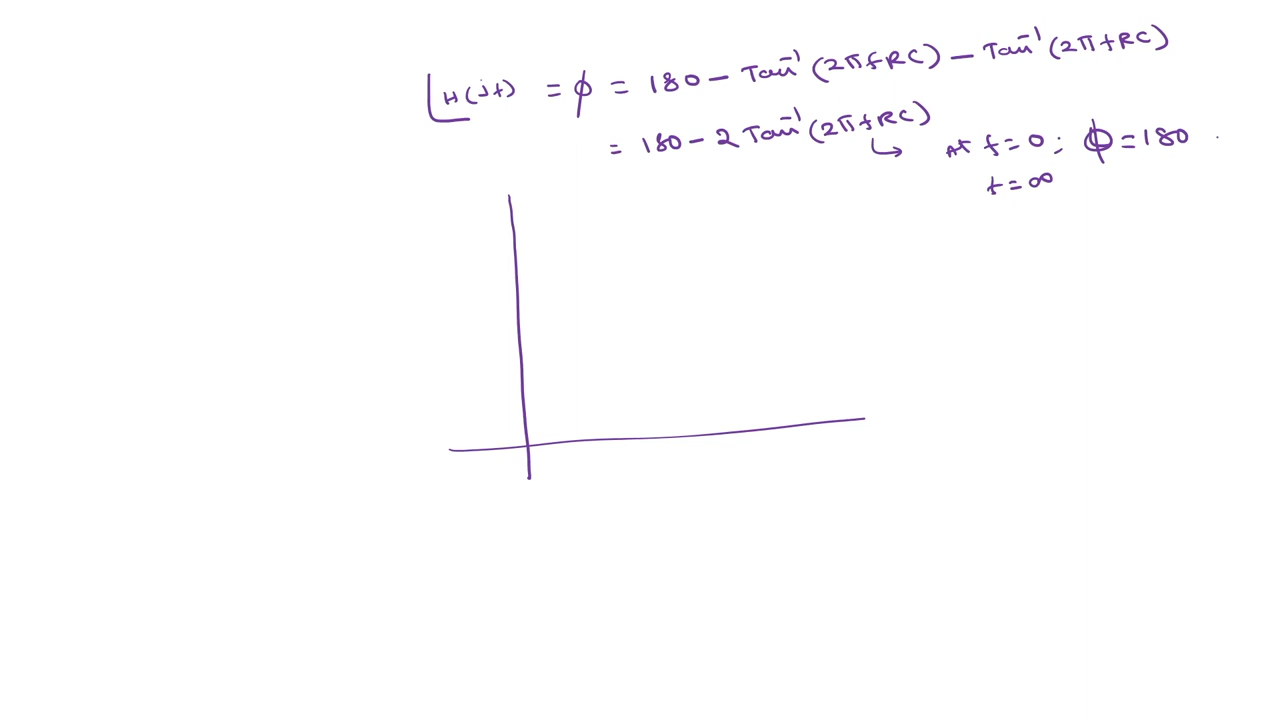 ∠H(jf) = ϕ = 180 − Tan⁻¹(2πfRC) − Tan⁻¹(2πfRC)
= 180 − 2 Tan⁻¹(2πfRC)
↳ At f = 0 ; ϕ = 180
f = ∞